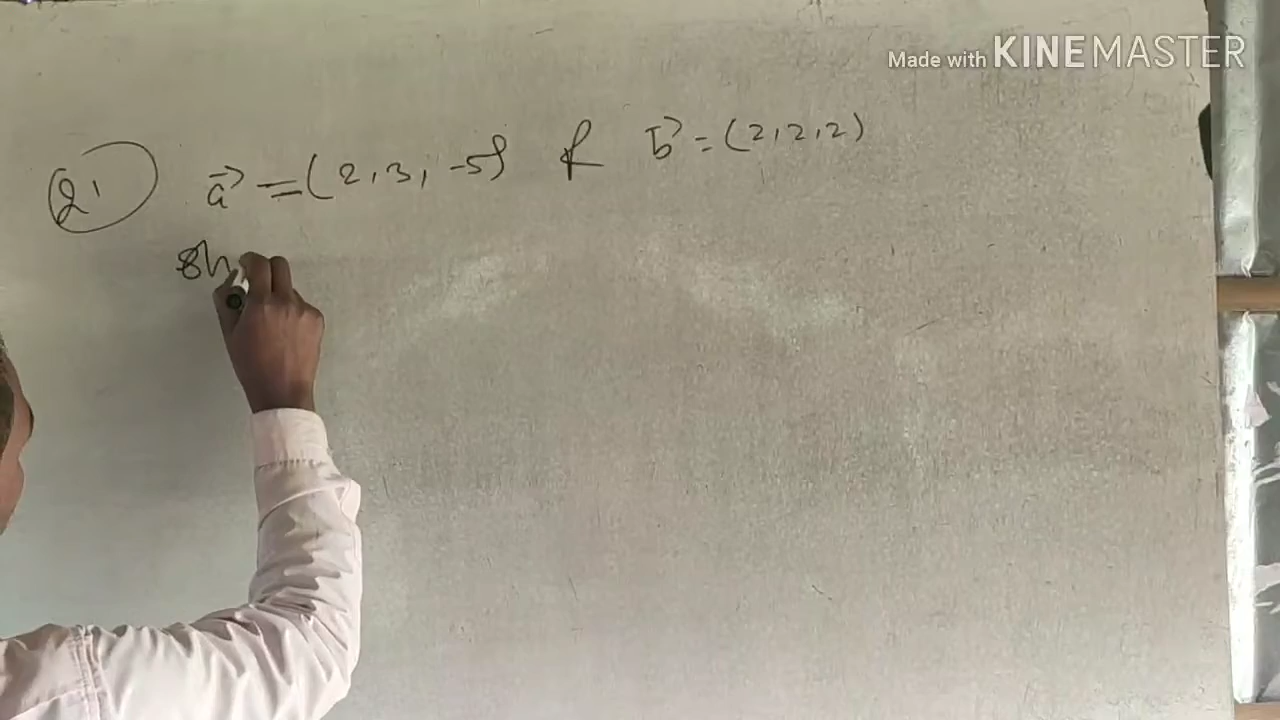 Made with KINEMASTER
Q1 a⃗ = (2, 3, -5) & b⃗ = (2, 2, 2)
Sh